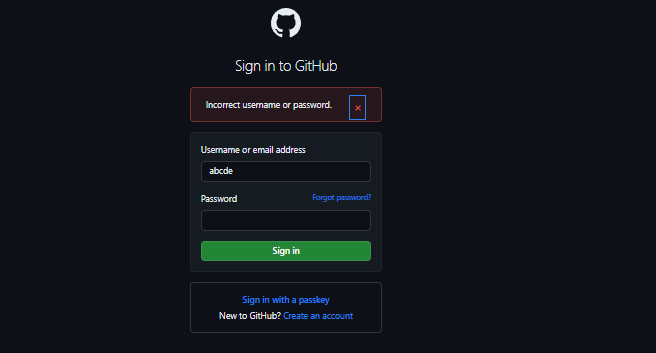 Sign in to GitHub
Incorrect username or password.
Username or email address
abcde
Password Forgot password?
Sign in
Sign in with a passkey
New to GitHub? Create an account